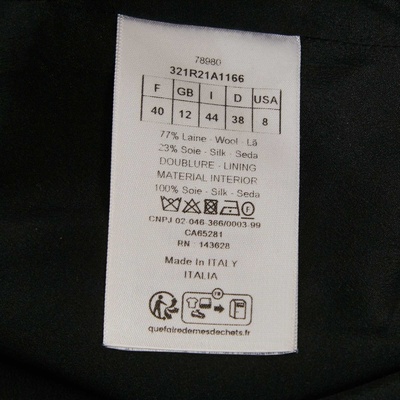 78980
321R21A1166
F GB I D USA
40 12 44 38 8
77% Laine - Wool - Lã
23% Soie - Silk - Seda
DOUBLURE - LINING
MATERIAL INTERIOR
100% Soie - Silk - Seda
CNPJ 02-046-366/0003-99
CA65281
RN : 143628
Made In ITALY
ITALIA
FR
quefairedemesdechets.fr